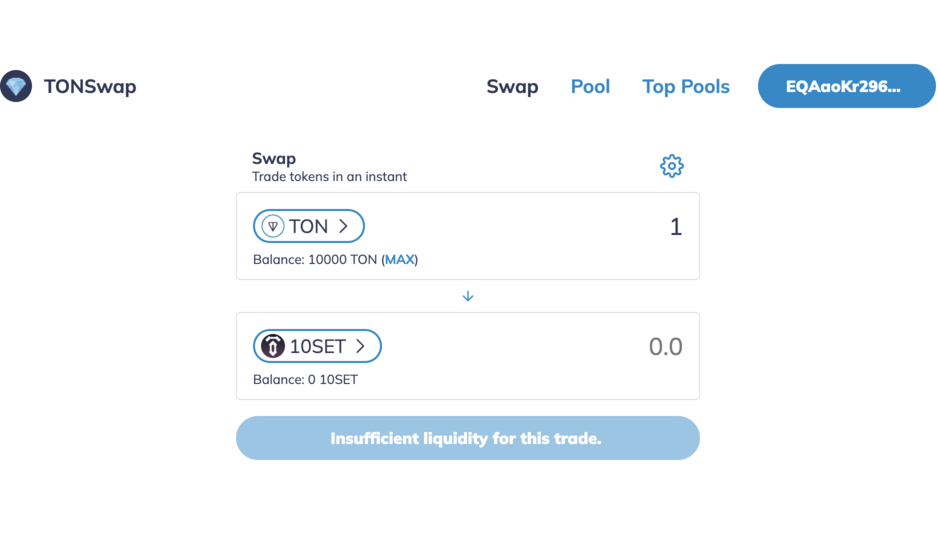 TONSwap
Swap
Pool
Top Pools
EQAaoKr296...
Swap
Trade tokens in an instant
TON
1
Balance: 10000 TON (MAX)
10SET
0.0
Balance: 0 10SET
Insufficient liquidity for this trade.